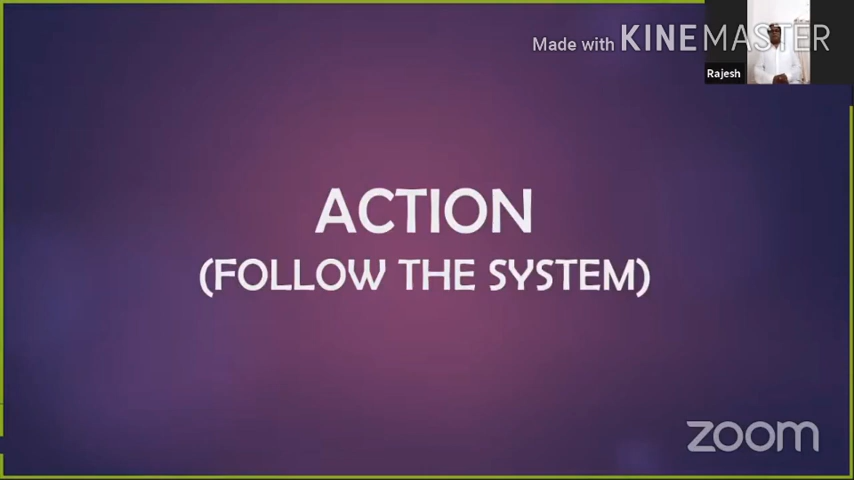 Made with KINEMASTER
Rajesh
ACTION
(FOLLOW THE SYSTEM)
zoom